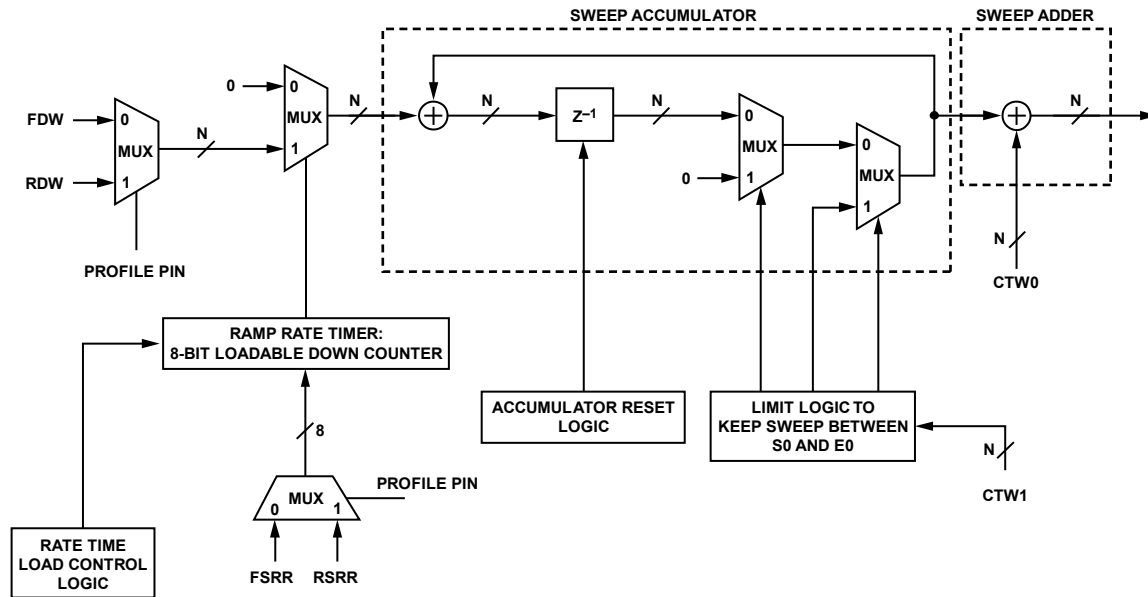 SWEEP ACCUMULATOR
SWEEP ADDER
FDW
RDW
0
MUX
1
N
PROFILE PIN
0
0
MUX
1
N
N
Z⁻¹
N
0
MUX
0
1
0
MUX
1
N
N
CTW0
RAMP RATE TIMER:
8-BIT LOADABLE DOWN COUNTER
8
MUX
0 1
PROFILE PIN
FSRR
RSRR
RATE TIME
LOAD CONTROL
LOGIC
ACCUMULATOR RESET
LOGIC
LIMIT LOGIC TO
KEEP SWEEP BETWEEN
S0 AND E0
N
CTW1